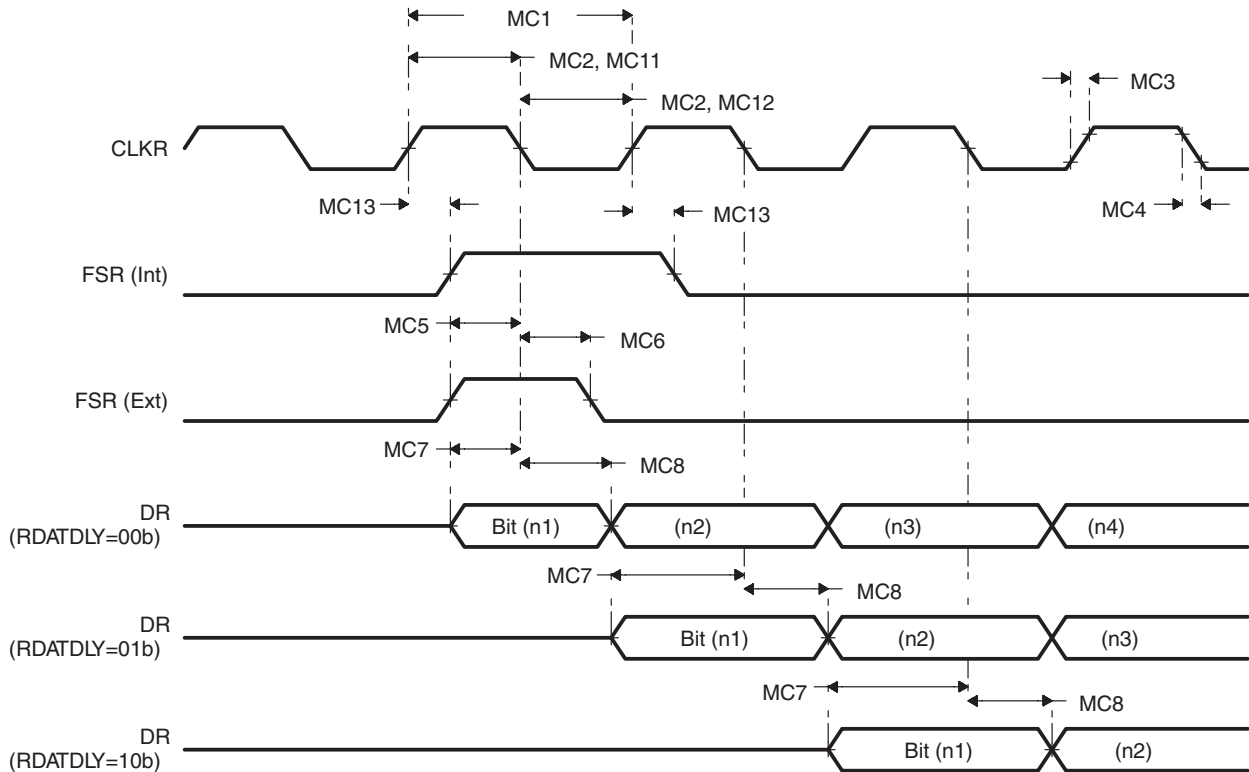 MC1
MC2, MC11
MC3
MC2, MC12
CLKR
MC13
MC13
MC4
FSR (Int)
MC5
MC6
FSR (Ext)
MC7
MC8
DR
(RDATDLY=00b)
Bit (n1)
(n2)
(n3)
(n4)
MC7
MC8
DR
(RDATDLY=01b)
Bit (n1)
(n2)
(n3)
MC7
MC8
DR
(RDATDLY=10b)
Bit (n1)
(n2)